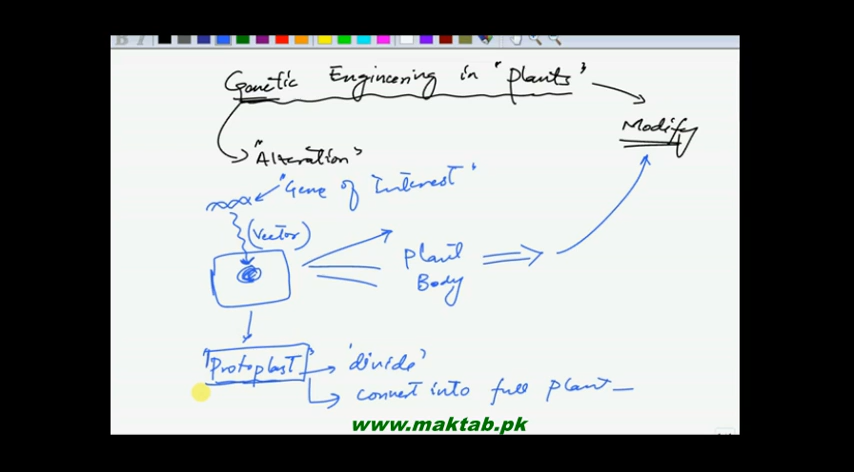 Genetic Engineering in "Plants"
Modify
"Alteration"
"Gene of Interest"
(Vector)
Plant
Body
"Protoplast" 'divide'
convert into full plant
www.maktab.pk